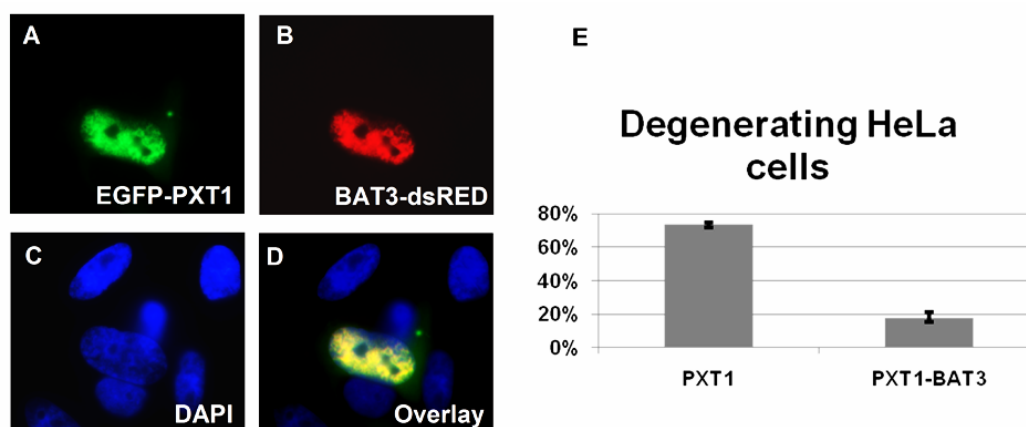 A
EGFP-PXT1
B
BAT3-dsRED
C
DAPI
D
Overlay
E
Degenerating HeLa
cells
80%
60%
40%
20%
0%
PXT1
PXT1-BAT3